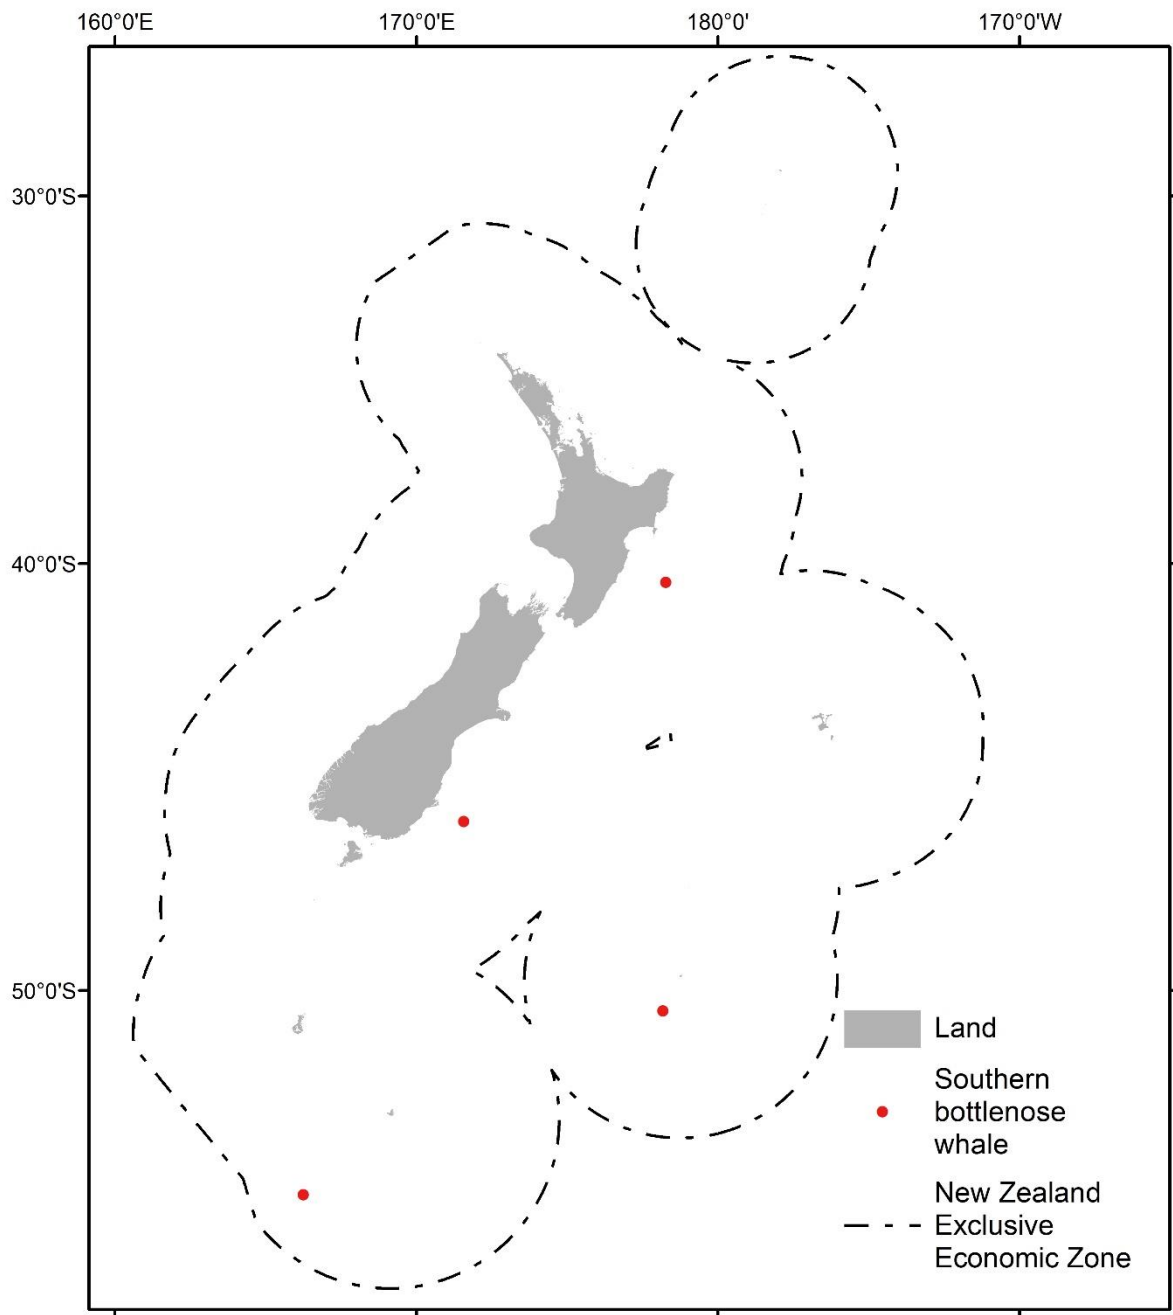 160°0'E
170°0'E
180°0'
170°0'W
30°0'S
40°0'S
50°0'S
Land
Southern
bottlenose
whale
New Zealand
Exclusive
Economic Zone